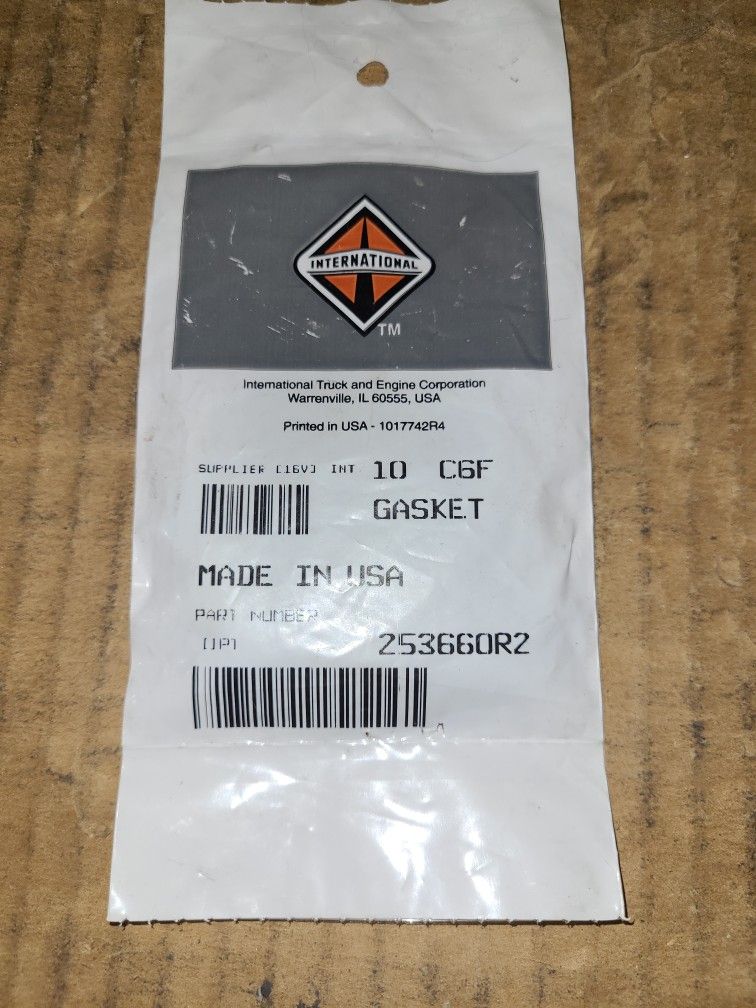 INTERNATIONAL
TM
International Truck and Engine Corporation
Warrenville, IL 60555, USA
Printed in USA - 1017742R4
SUPPLIER [16V] INT 10 C6F
GASKET
MADE IN USA
PART NUMBER
253660R2